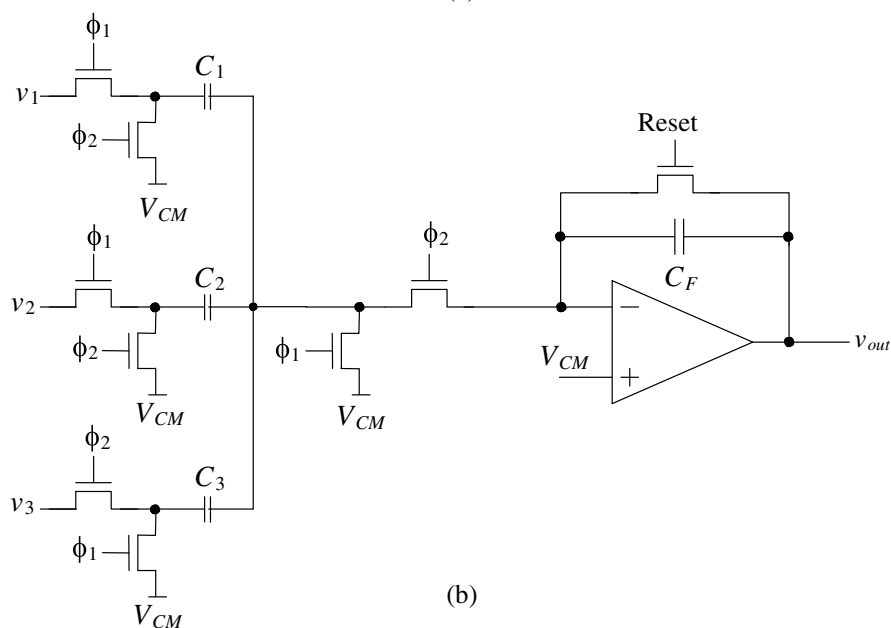 ϕ1
C1
v1
ϕ2
VCM
Reset
ϕ1
C2
ϕ2
CF
v2
ϕ2
ϕ1
VCM
−
+
vout
VCM
VCM
ϕ2
C3
v3
ϕ1
VCM
(b)